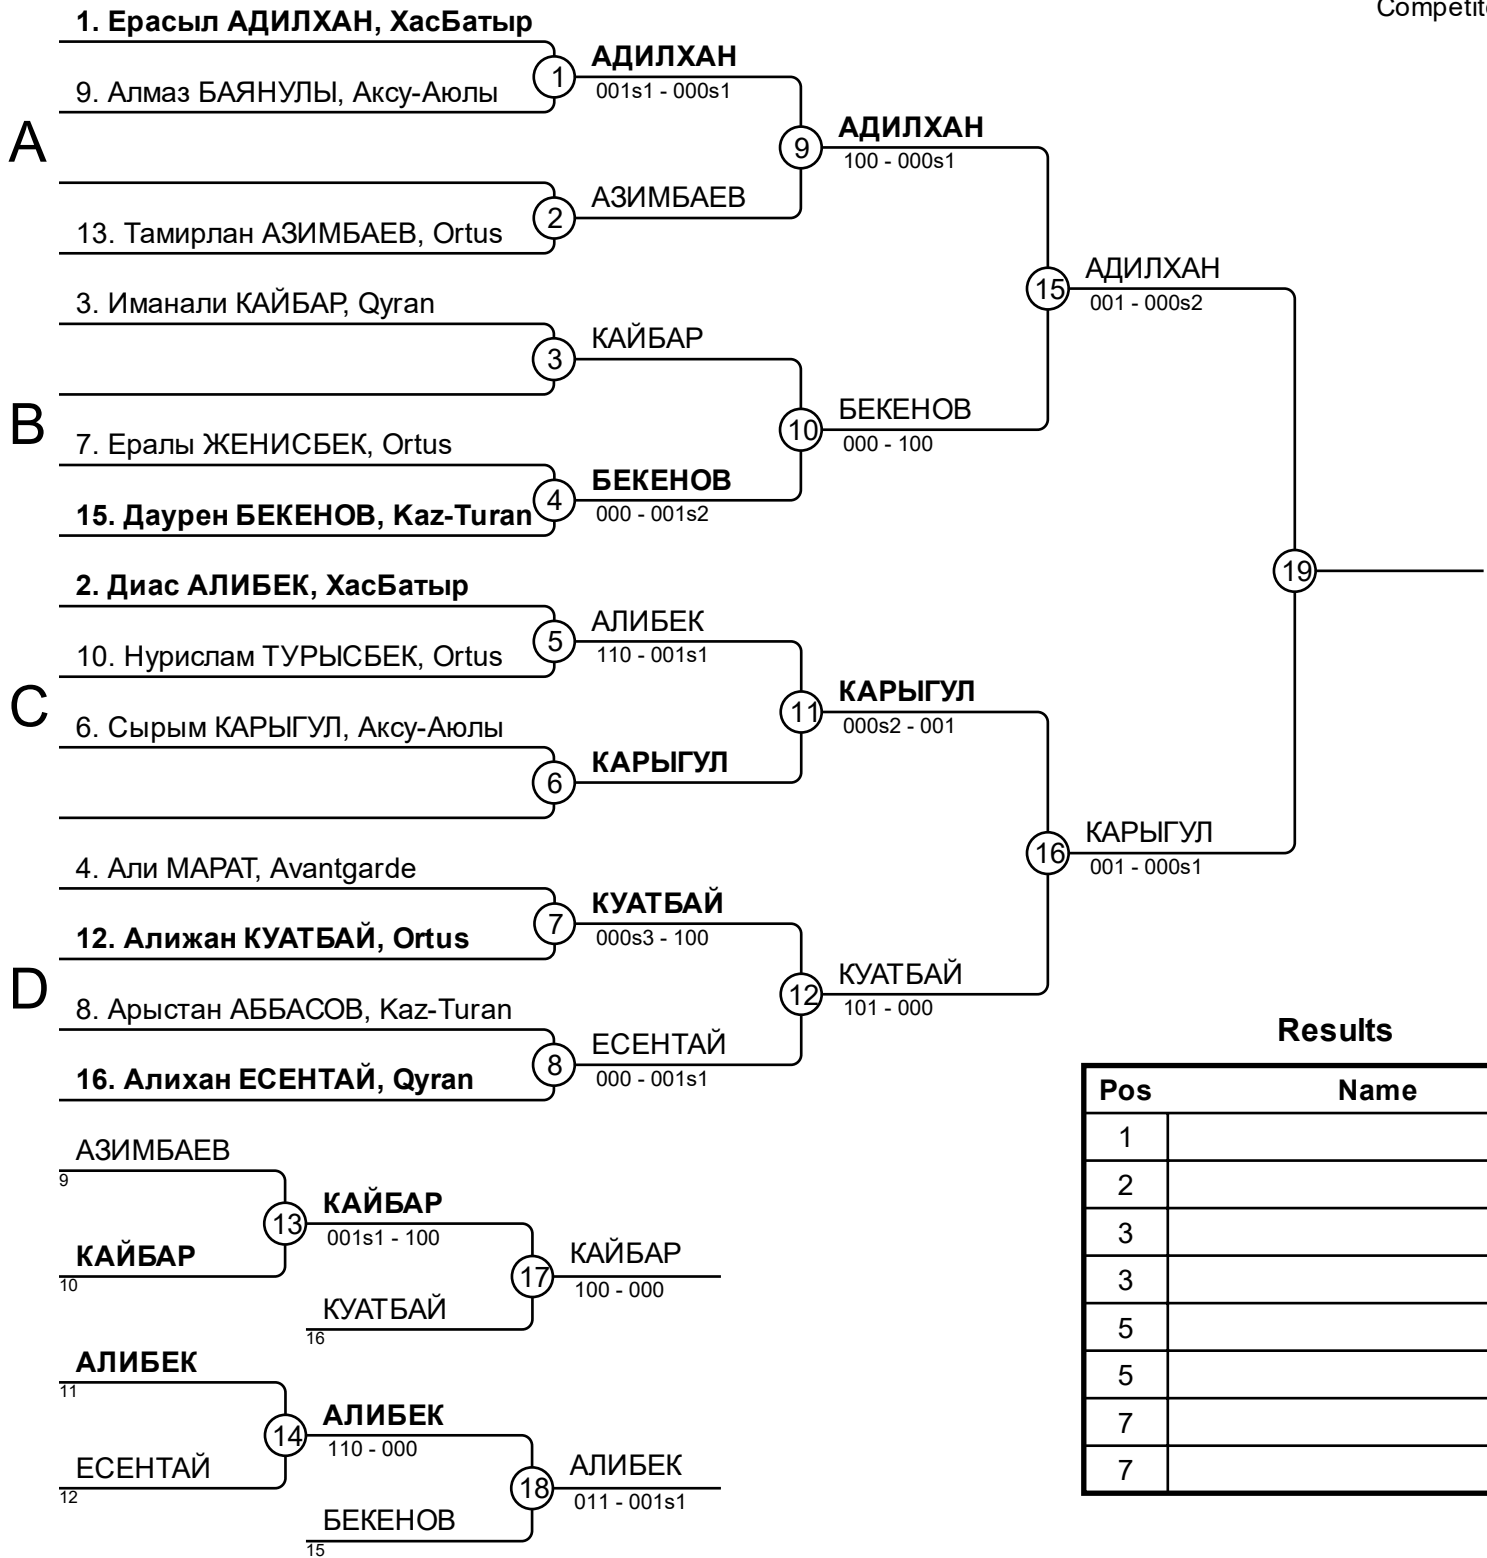 Competit
1. Ерасыл АДИЛХАН, ХасБатыр
9. Алмаз БАЯНУЛЫ, Аксу-Аюлы
1
АДИЛХАН
001s1 - 000s1
A
9
АДИЛХАН
100 - 000s1
13. Тамирлан АЗИМБАЕВ, Ortus
2
АЗИМБАЕВ
15
АДИЛХАН
001 - 000s2
3. Иманали КАЙБАР, Qyran
3
КАЙБАР
B
10
БЕКЕНОВ
000 - 100
7. Ералы ЖЕНИСБЕК, Ortus
15. Даурен БЕКЕНОВ, Kaz-Turan
4
БЕКЕНОВ
000 - 001s2
19
2. Диас АЛИБЕК, ХасБатыр
10. Нурислам ТУРЫСБЕК, Ortus
5
АЛИБЕК
110 - 001s1
C
11
КАРЫГУЛ
000s2 - 001
6. Сырым КАРЫГУЛ, Аксу-Аюлы
6
КАРЫГУЛ
16
КАРЫГУЛ
001 - 000s1
4. Али МАРАТ, Avantgarde
12. Алижан КУАТБАЙ, Ortus
7
КУАТБАЙ
000s3 - 100
D
12
КУАТБАЙ
101 - 000
8. Арыстан АББАСОВ, Kaz-Turan
16. Алихан ЕСЕНТАЙ, Qyran
8
ЕСЕНТАЙ
000 - 001s1
АЗИМБАЕВ
9
13
КАЙБАР
001s1 - 100
КАЙБАР
10
17
КАЙБАР
100 - 000
КУАТБАЙ
16
АЛИБЕК
11
14
АЛИБЕК
110 - 000
ЕСЕНТАЙ
12
18
АЛИБЕК
011 - 001s1
БЕКЕНОВ
15
Results
Pos Name
1
2
3
3
5
5
7
7